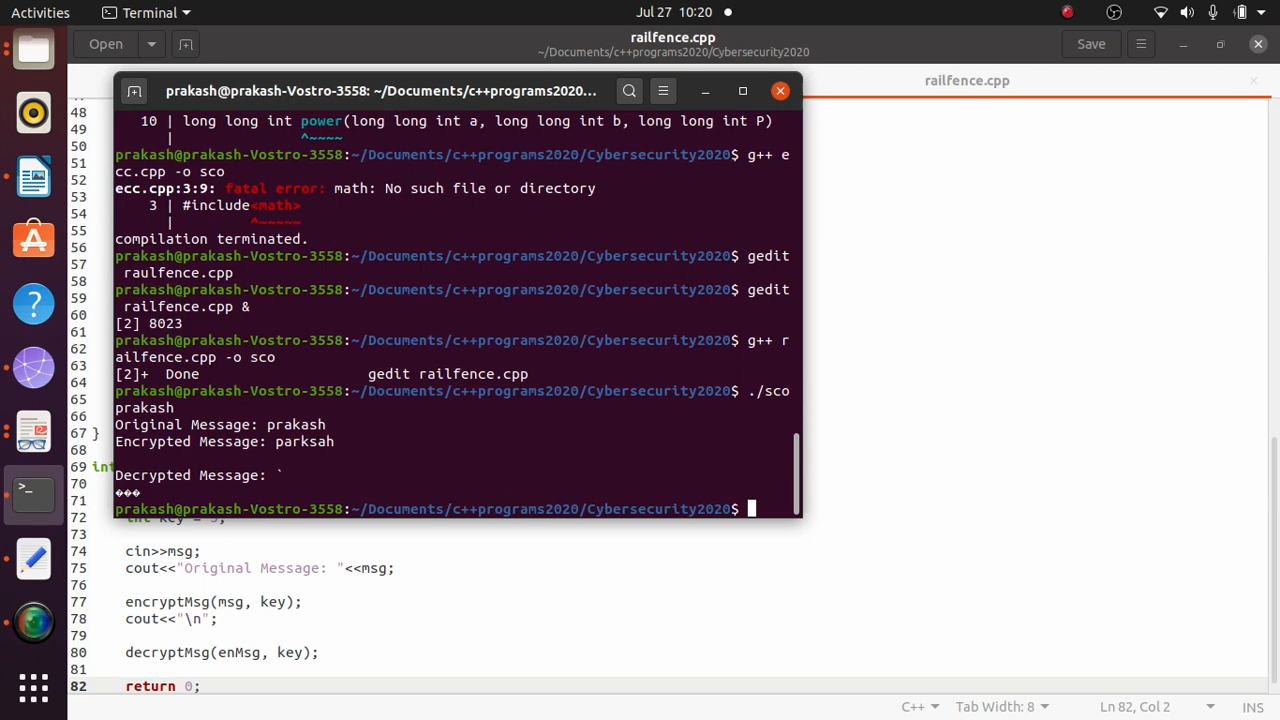 Activities
Terminal
Jul 27 10:20
Open
railfence.cpp
~/Documents/c++programs2020/Cybersecurity2020
Save
railfence.cpp
prakash@prakash-Vostro-3558: ~/Documents/c++programs2020...
10 | long long int power(long long int a, long long int b, long long int P)
| ^~~~~
prakash@prakash-Vostro-3558:~/Documents/c++programs2020/Cybersecurity2020$ g++ e
cc.cpp -o sco
ecc.cpp:3:9: fatal error: math: No such file or directory
3 | #include<math>
| ^~~~~~
compilation terminated.
prakash@prakash-Vostro-3558:~/Documents/c++programs2020/Cybersecurity2020$ gedit
raulfence.cpp
prakash@prakash-Vostro-3558:~/Documents/c++programs2020/Cybersecurity2020$ gedit
railfence.cpp &
[2] 8023
prakash@prakash-Vostro-3558:~/Documents/c++programs2020/Cybersecurity2020$ g++ r
ailfence.cpp -o sco
[2]+ Done gedit railfence.cpp
prakash@prakash-Vostro-3558:~/Documents/c++programs2020/Cybersecurity2020$ ./sco
prakash
Original Message: prakash
Encrypted Message: parksah
Decrypted Message: `
���
prakash@prakash-Vostro-3558:~/Documents/c++programs2020/Cybersecurity2020$
48
49
50
51
52
53
54
55
56
57
58
59
60
61
62
63
64
65
66
67 }
68
69 int
70
71
72 int key = 3;
73
74 cin>>msg;
75 cout<<"Original Message: "<<msg;
76
77 encryptMsg(msg, key);
78 cout<<"\n";
79
80 decryptMsg(enMsg, key);
81
82 return 0;
C++
Tab Width: 8
Ln 82, Col 2
INS